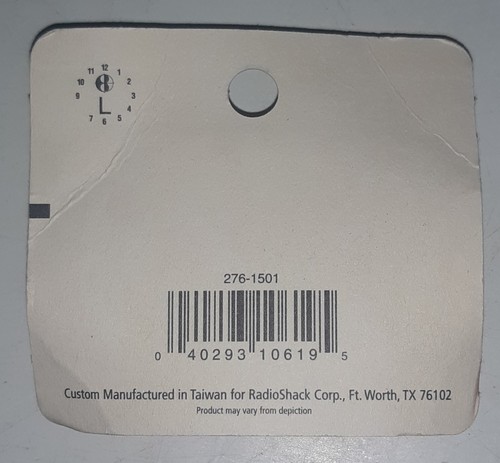 12
11 1
10 2
9 3
L 4
7 6 5
276-1501
0 40293 10619 5
Custom Manufactured in Taiwan for RadioShack Corp., Ft. Worth, TX 76102
Product may vary from depiction